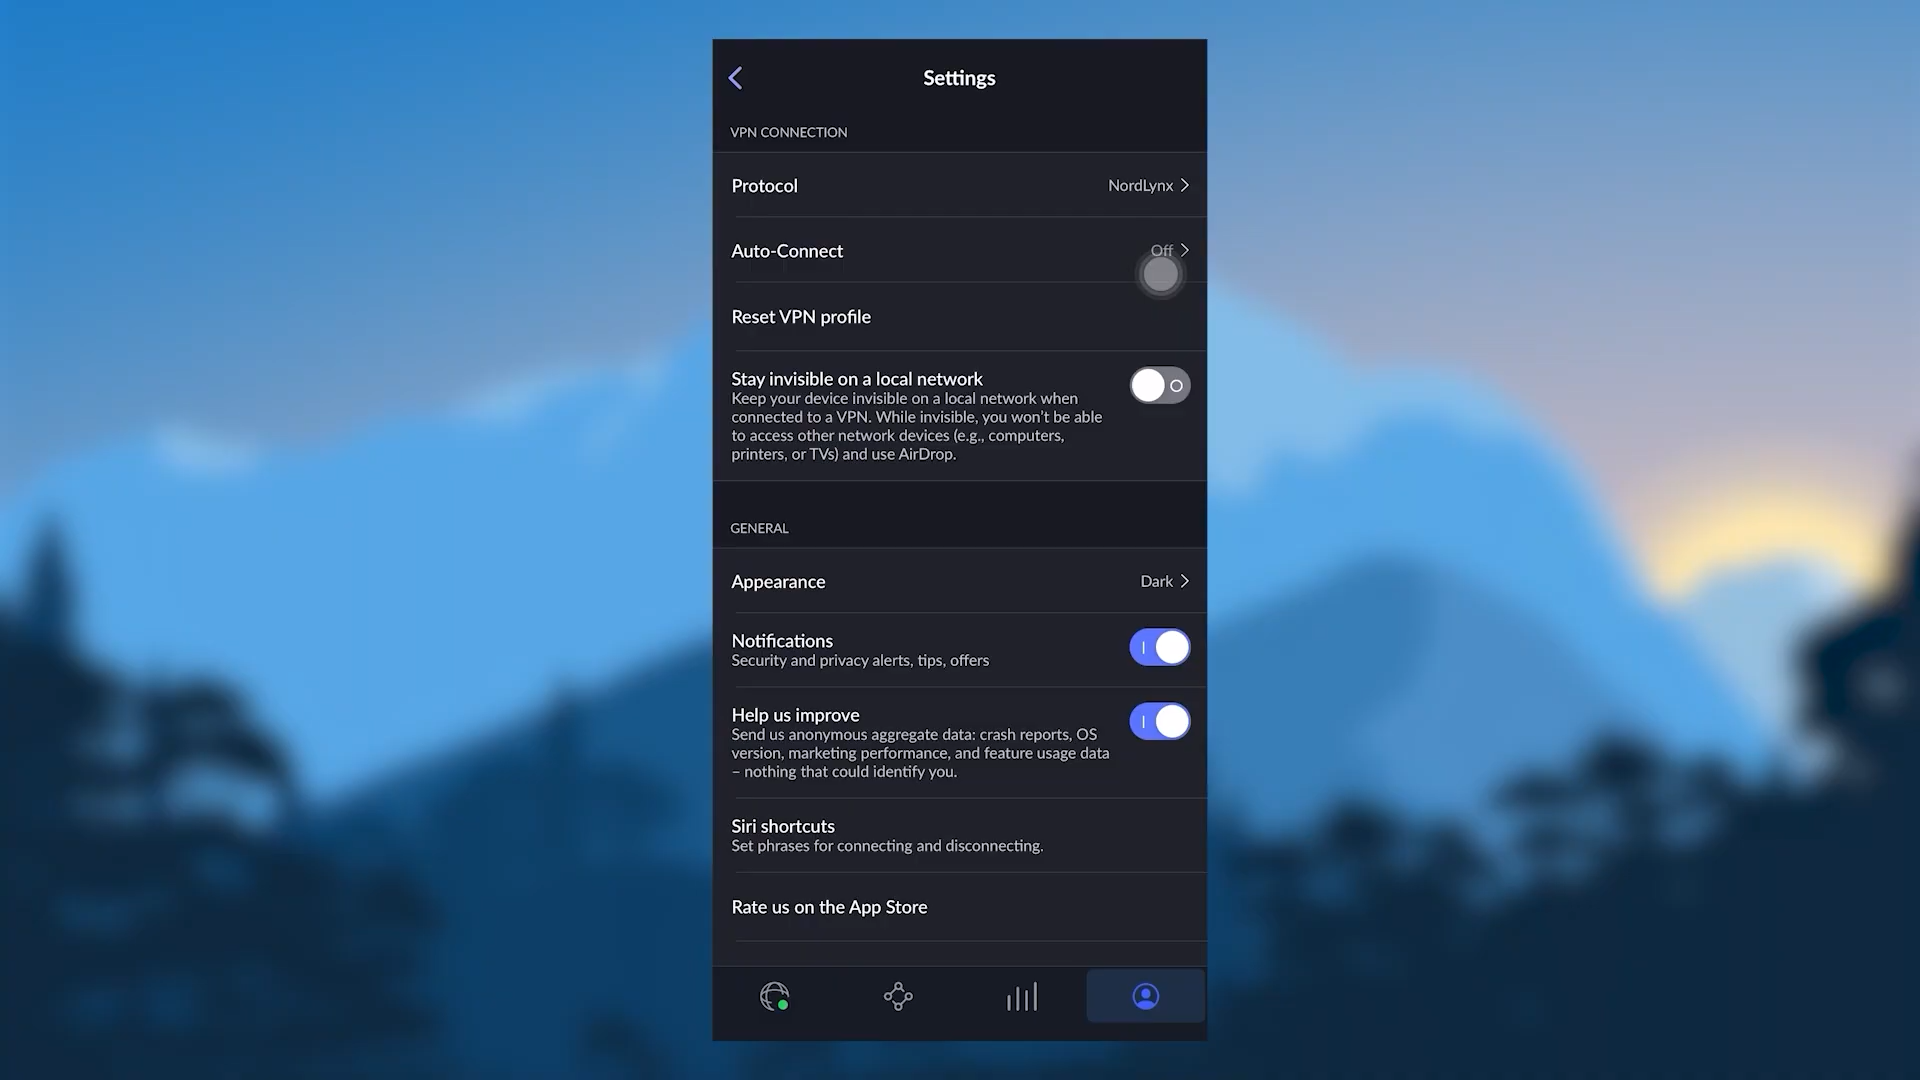 Settings
VPN CONNECTION
Protocol
NordLynx
Auto-Connect
Off
Reset VPN profile
Stay invisible on a local network
Keep your device invisible on a local network when
connected to a VPN. While invisible, you won't be able
to access other network devices (e.g., computers,
printers, or TVs) and use AirDrop.
GENERAL
Appearance
Dark
Notifications
Security and privacy alerts, tips, offers
Help us improve
Send us anonymous aggregate data: crash reports, OS
version, marketing performance, and feature usage data
– nothing that could identify you.
Siri shortcuts
Set phrases for connecting and disconnecting.
Rate us on the App Store